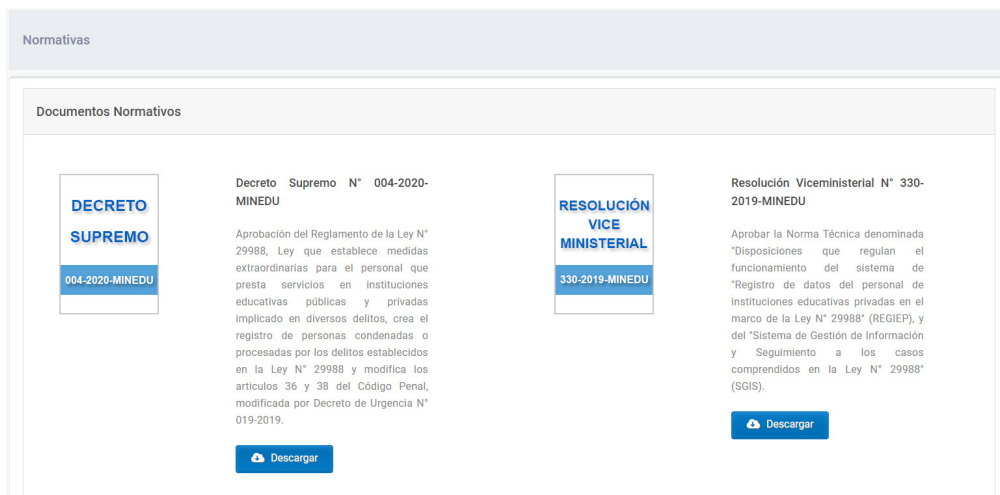 Normativas
Documentos Normativos
DECRETO
SUPREMO
004-2020-MINEDU
Decreto Supremo N° 004-2020-
MINEDU
Aprobación del Reglamento de la Ley N°
29988, Ley que establece medidas
extraordinarias para el personal que
presta servicios en instituciones
educativas públicas y privadas
implicado en diversos delitos, crea el
registro de personas condenadas o
procesadas por los delitos establecidos
en la Ley N° 29988 y modifica los
articulos 36 y 38 del Código Penal,
modificada por Decreto de Urgencia N°
019-2019.
Descargar
RESOLUCIÓN
VICE
MINISTERIAL
330-2019-MINEDU
Resolución Viceministerial N° 330-
2019-MINEDU
Aprobar la Norma Técnica denominada
"Disposiciones que regulan el
funcionamiento del sistema de
"Registro de datos del personal de
instituciones educativas privadas en el
marco de la Ley N° 29988" (REGIEP), y
del "Sistema de Gestión de Información
y Seguimiento a los casos
comprendidos en la Ley N° 29988"
(SGIS).
Descargar